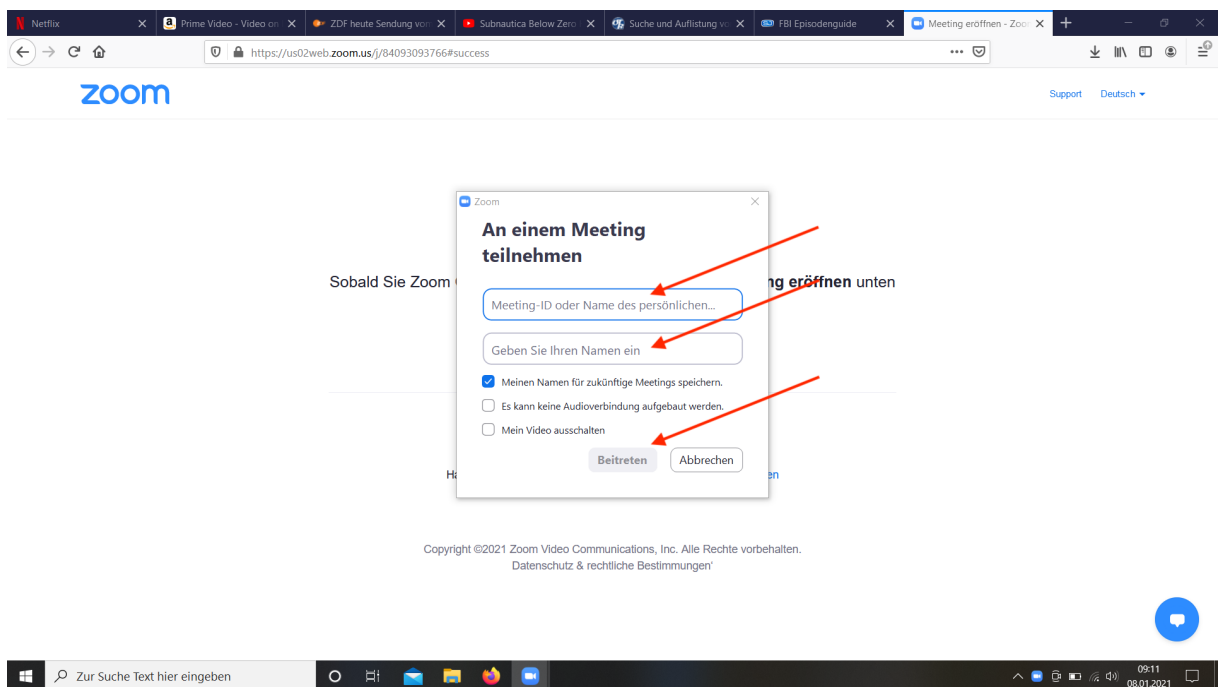 Netflix
Prime Video - Video on
ZDF heute Sendung vom
Subnautica Below Zero
Suche und Auflistung vo
FBI Episodenguide
Meeting eröffnen - Zoom
https://us02web.zoom.us/j/84093093766#success
zoom
Support Deutsch
Zoom
An einem Meeting
teilnehmen
Sobald Sie Zoom
ng eröffnen unten
Meeting-ID oder Name des persönlichen...
Geben Sie Ihren Namen ein
Meinen Namen für zukünftige Meetings speichern.
Es kann keine Audioverbindung aufgebaut werden.
Mein Video ausschalten
Beitreten Abbrechen
Ha
en
Copyright ©2021 Zoom Video Communications, Inc. Alle Rechte vorbehalten.
Datenschutz & rechtliche Bestimmungen'
Zur Suche Text hier eingeben
09:11
08.01.2021